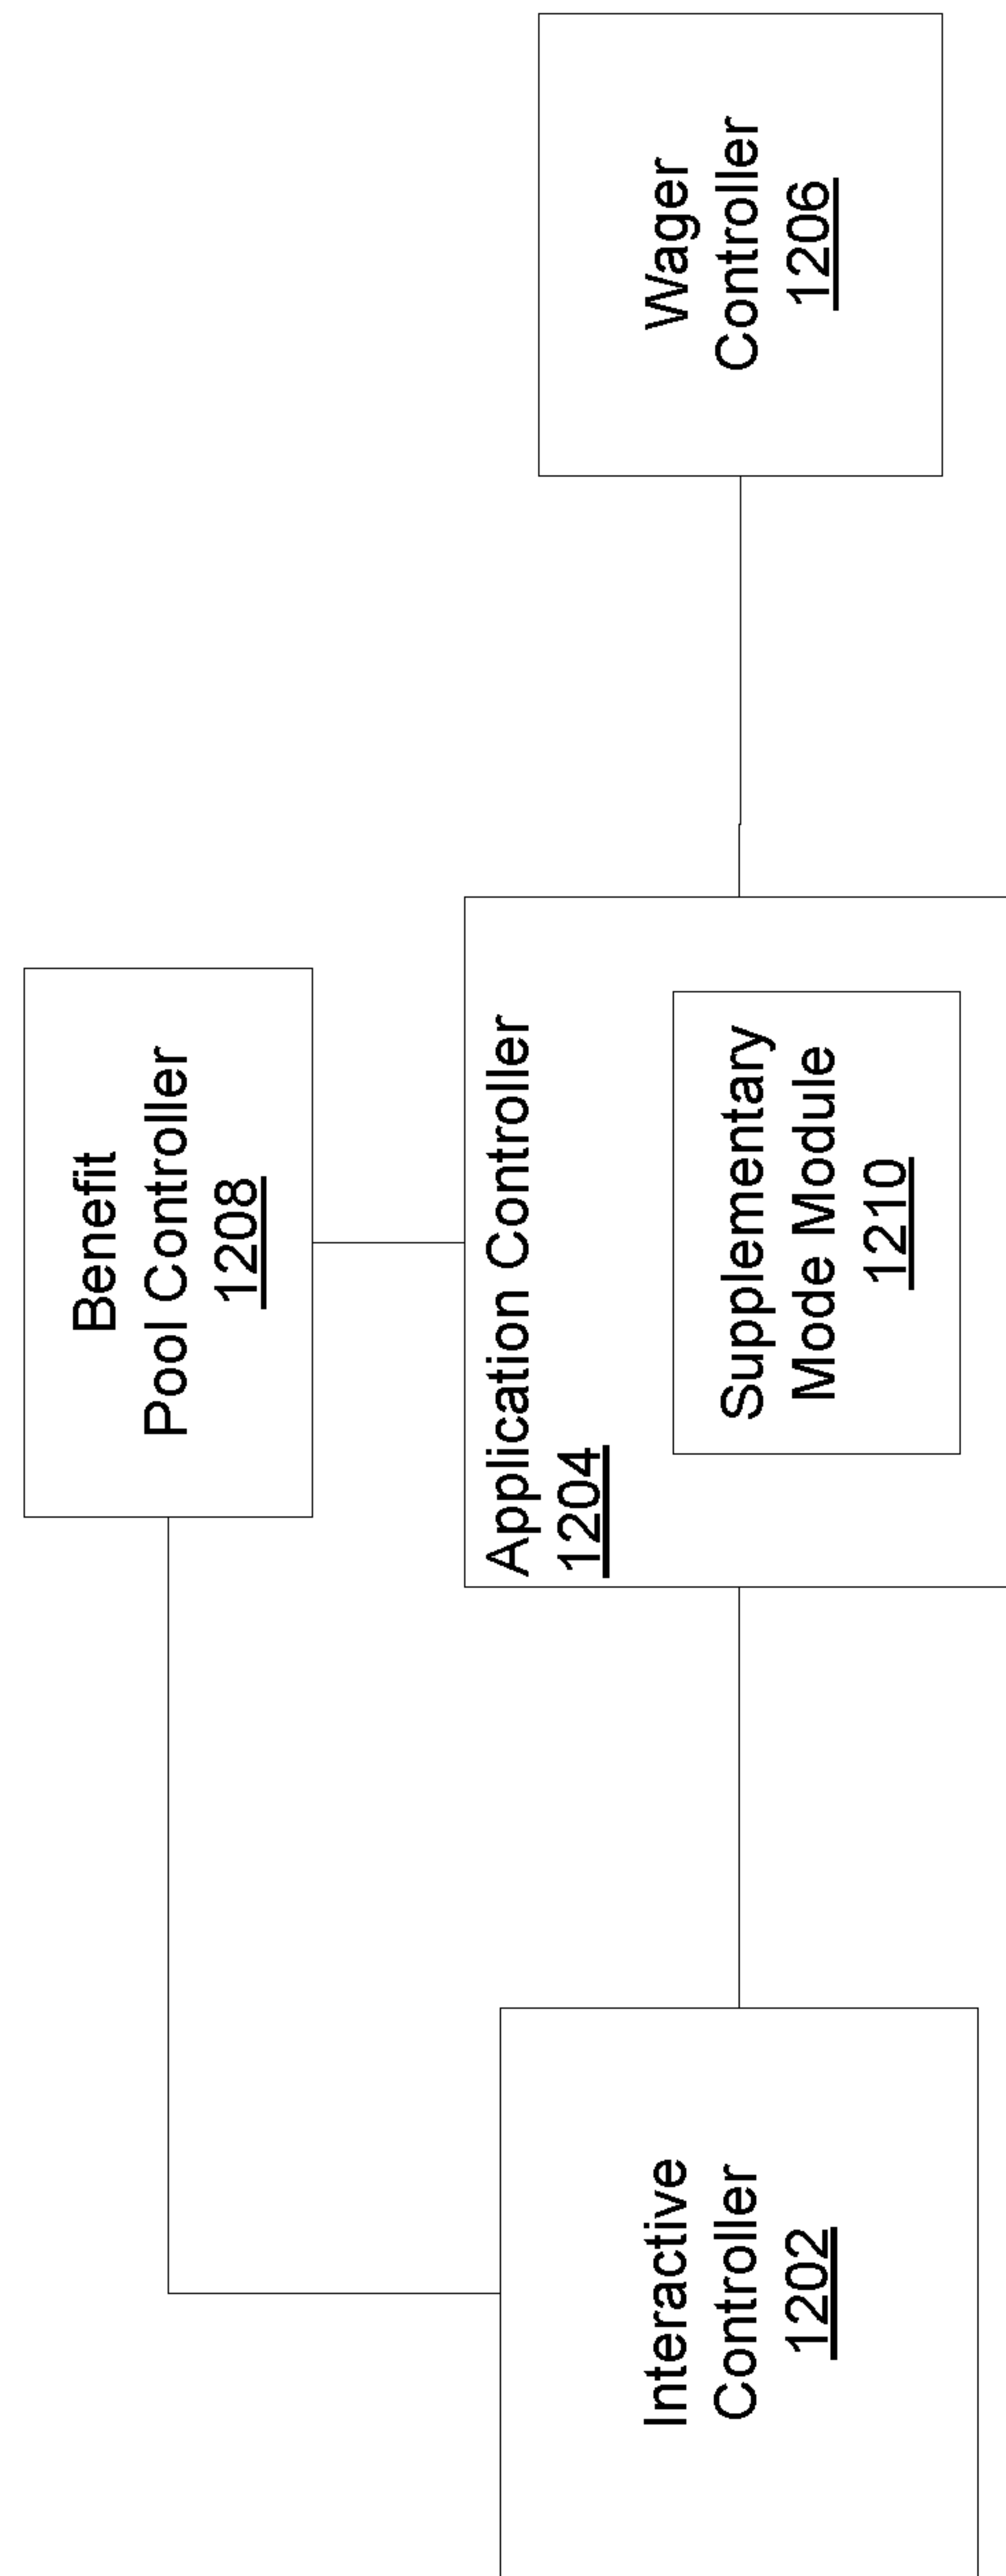 Benefit
Pool Controller
1208
Interactive
Controller
1202
Application Controller
1204
Supplementary
Mode Module
1210
Wager
Controller
1206